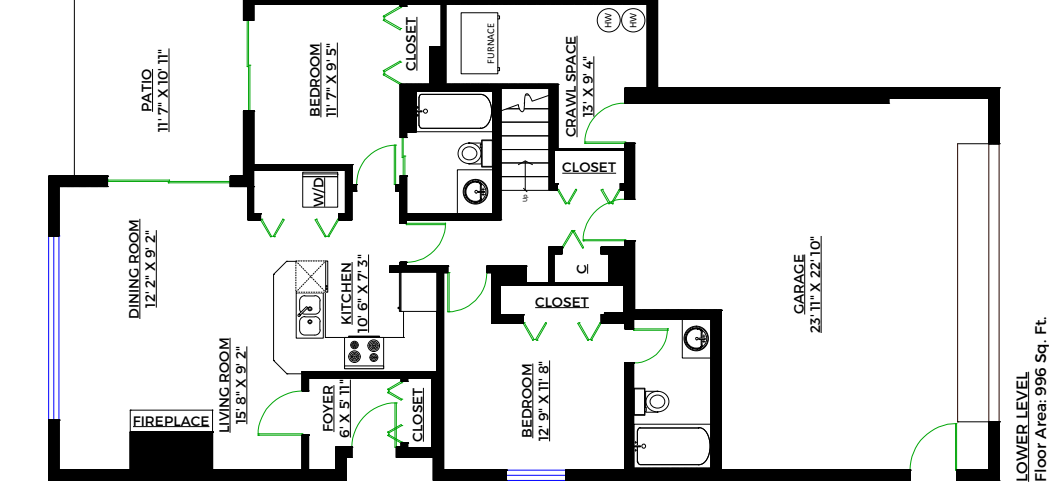 PATIO
11' 7" X 10' 11"
BEDROOM
11' 7" X 9' 5"
CLOSET
FURNACE
HW
HW
CRAWL SPACE
13' X 9' 4"
CLOSET
W/D
Up
DINING ROOM
12' 2" X 9' 2"
KITCHEN
10' 6" X 7' 3"
Cl
CLOSET
GARAGE
23' 11" X 22' 10"
LIVING ROOM
15' 8" X 9' 2"
FIREPLACE
FOYER
6' X 5' 11"
CLOSET
BEDROOM
12' 9" X 11' 8"
LOWER LEVEL
Floor Area: 996 Sq. Ft.